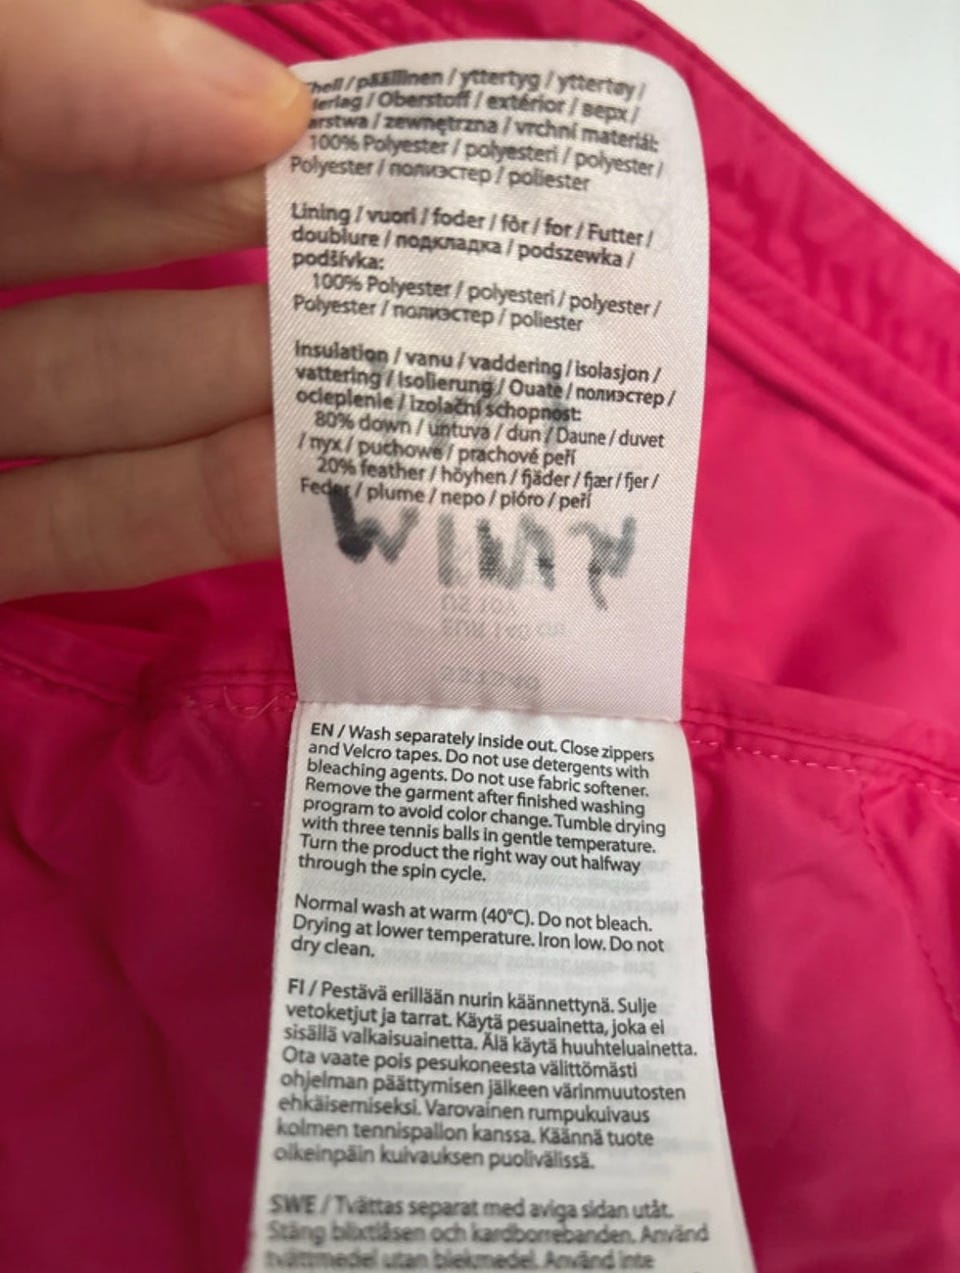 / päällinen / yttertyg / yttertøy /
/ Oberstoff / extérior / верх /
zewnętrzna / vrchní materiál:
100% Polyester / polyesteri / polyester /
Polyester / полиэстер / poliester
Lining / vuori / foder / fôr / for / Futter /
doublure / подкладка / podszewka /
podšívka:
100% Polyester / polyesteri / polyester /
Polyester / полиэстер / poliester
Insulation / vanu / vaddering / isolasjon /
vattering / Isolierung / Ouate / полиэстер /
ocieplenie / Izolační schopnost:
80% down / untuva / dun / Daune / duvet
/ пух / puchowe / prachové peří
20% feather / höyhen / fjäder / fjær / fjer /
Feder / plume / перо / pióro / peří
EN / Wash separately inside out. Close zippers
and Velcro tapes. Do not use detergents with
bleaching agents. Do not use fabric softener.
Remove the garment after finished washing
program to avoid color change. Tumble drying
with three tennis balls in gentle temperature.
Turn the product the right way out halfway
through the spin cycle.
Normal wash at warm (40°C). Do not bleach.
Drying at lower temperature. Iron low. Do not
dry clean.
FI / Pestävä erillään nurin käännettynä. Sulje
vetoketjut ja tarrat. Käytä pesuainetta, joka ei
sisällä valkaisuainetta. Älä käytä huuhteluainetta.
Ota vaate pois pesukoneesta välittömästi
ohjelman päättymisen jälkeen värinmuutosten
ehkäisemiseksi. Varovainen rumpukuivaus
kolmen tennispallon kanssa. Käännä tuote
oikeinpäin kuivauksen puolivälissä.
SWE / Tvättas separat med aviga sidan utåt.
Stäng blixtlåsen och kardborrebanden. Använd
tvättmedel utan blekmedel. Använd inte